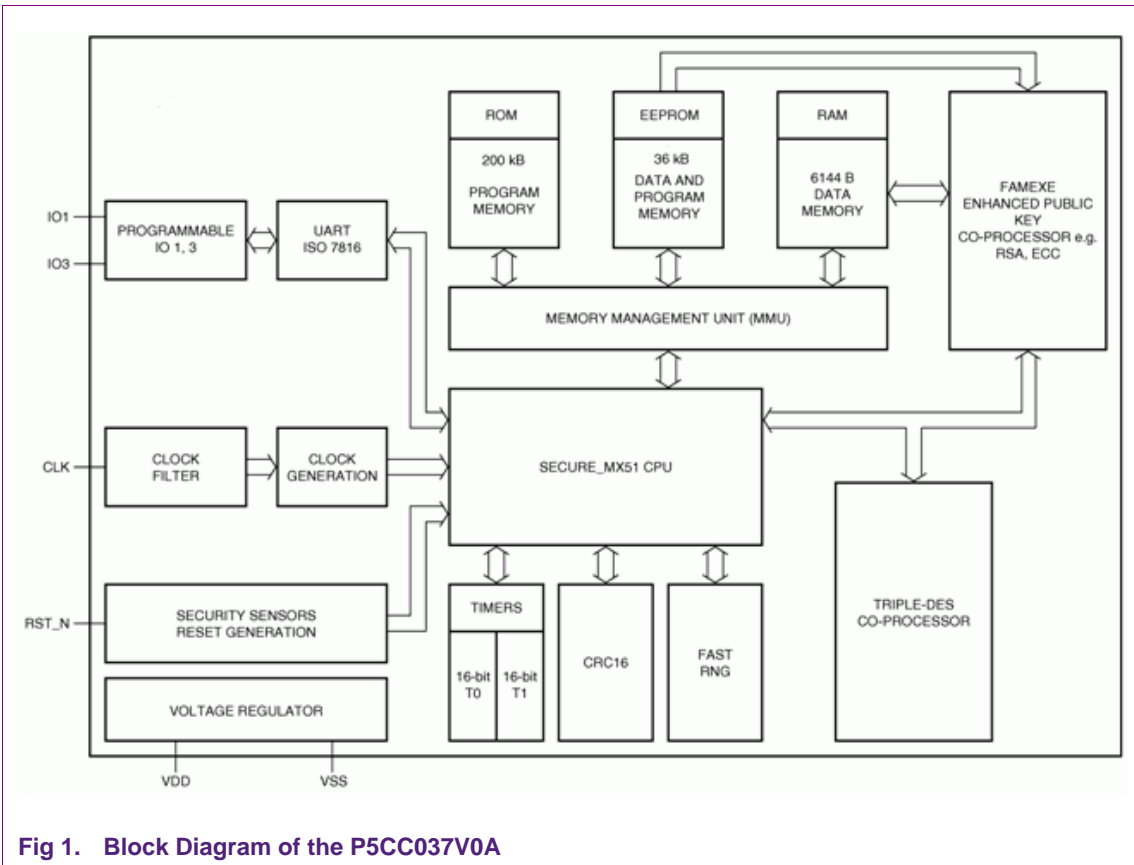 ROM
200 kB
PROGRAM
MEMORY
EEPROM
36 kB
DATA AND
PROGRAM
MEMORY
RAM
6144 B
DATA
MEMORY
FAMEXE
ENHANCED PUBLIC
KEY
CO-PROCESSOR e.g.
RSA, ECC
IO1
IO3
PROGRAMMABLE
IO 1, 3
UART
ISO 7816
MEMORY MANAGEMENT UNIT (MMU)
CLK
CLOCK
FILTER
CLOCK
GENERATION
SECURE_MX51 CPU
RST_N
SECURITY SENSORS
RESET GENERATION
TIMERS
16-bit
T0
16-bit
T1
CRC16
FAST
RNG
TRIPLE-DES
CO-PROCESSOR
VOLTAGE REGULATOR
VDD
VSS
Fig 1. Block Diagram of the P5CC037V0A